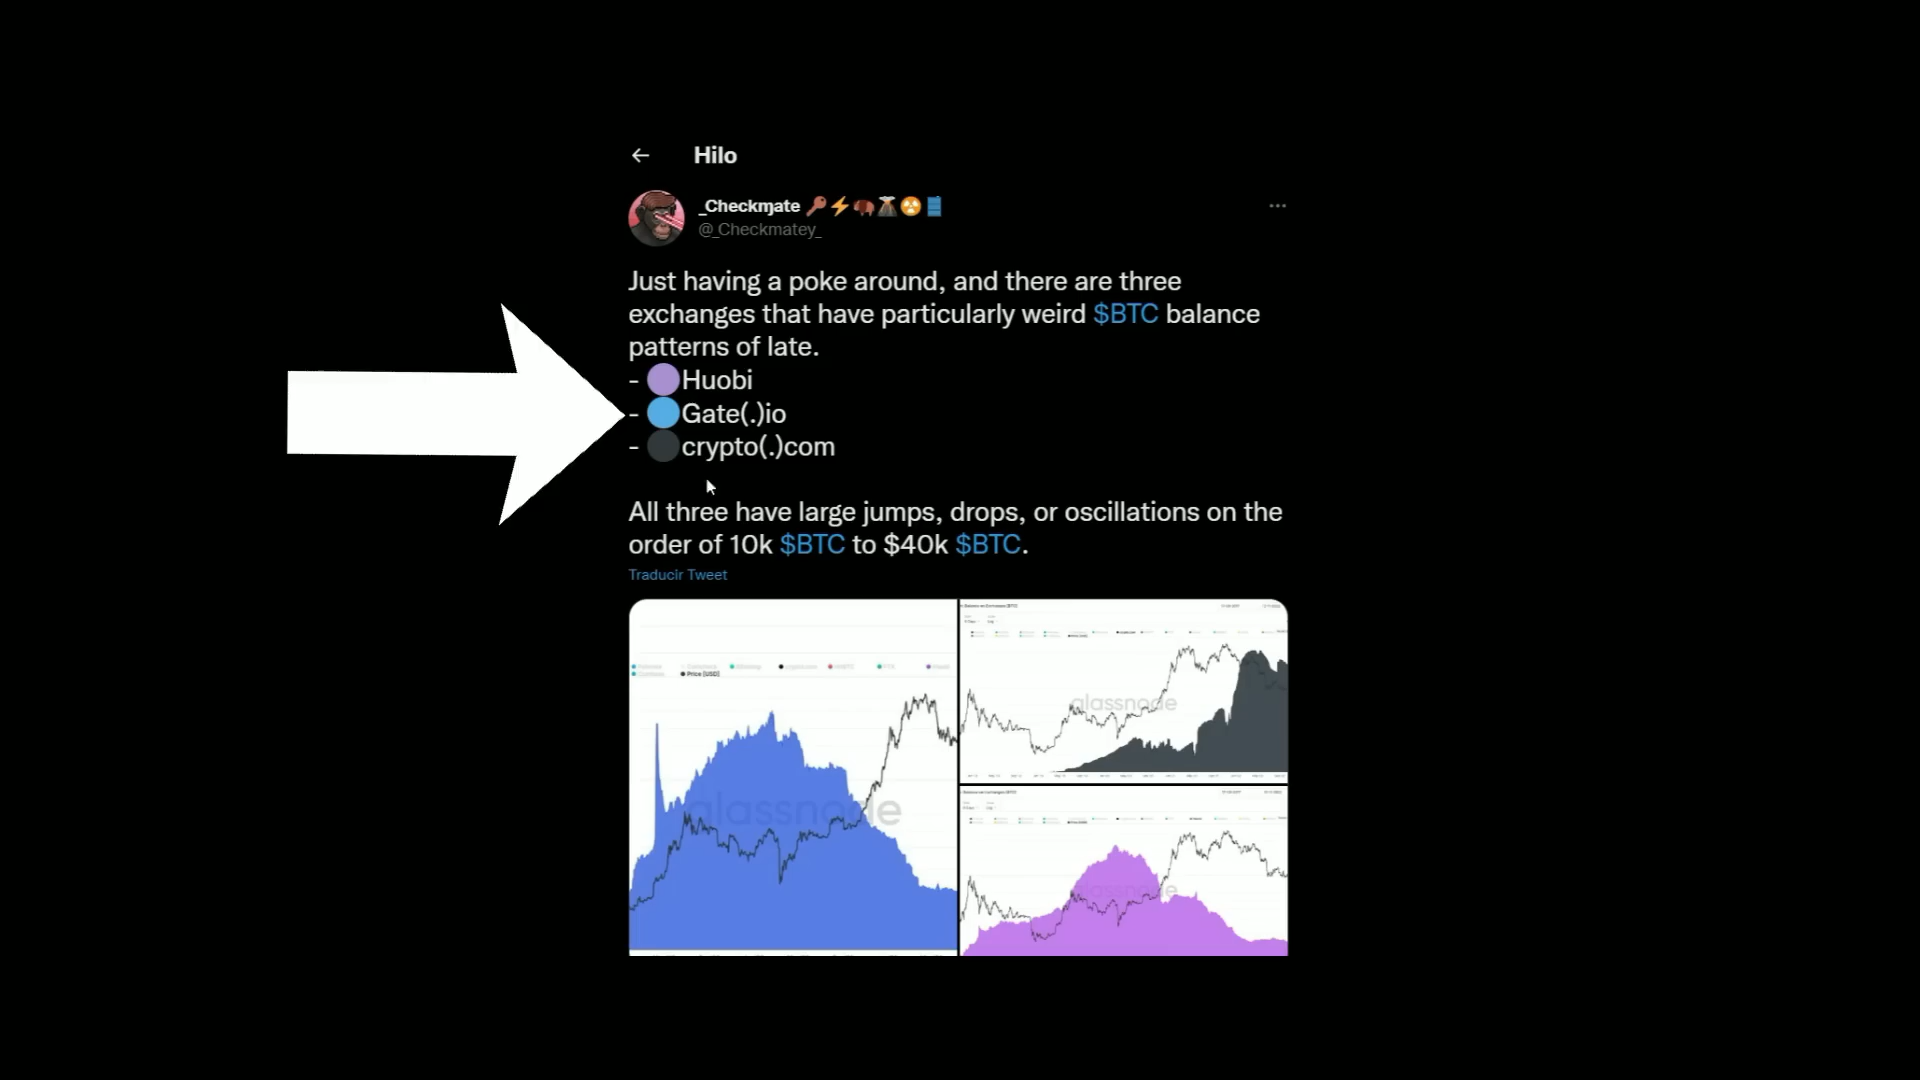 Hilo
_Checkmate
@_Checkmatey_
Just having a poke around, and there are three
exchanges that have particularly weird $BTC balance
patterns of late.
- Huobi
- Gate(.)io
- crypto(.)com
All three have large jumps, drops, or oscillations on the
order of 10k $BTC to $40k $BTC.
Traducir Tweet
Price [USD]
glassnode
glassnode
glassnode